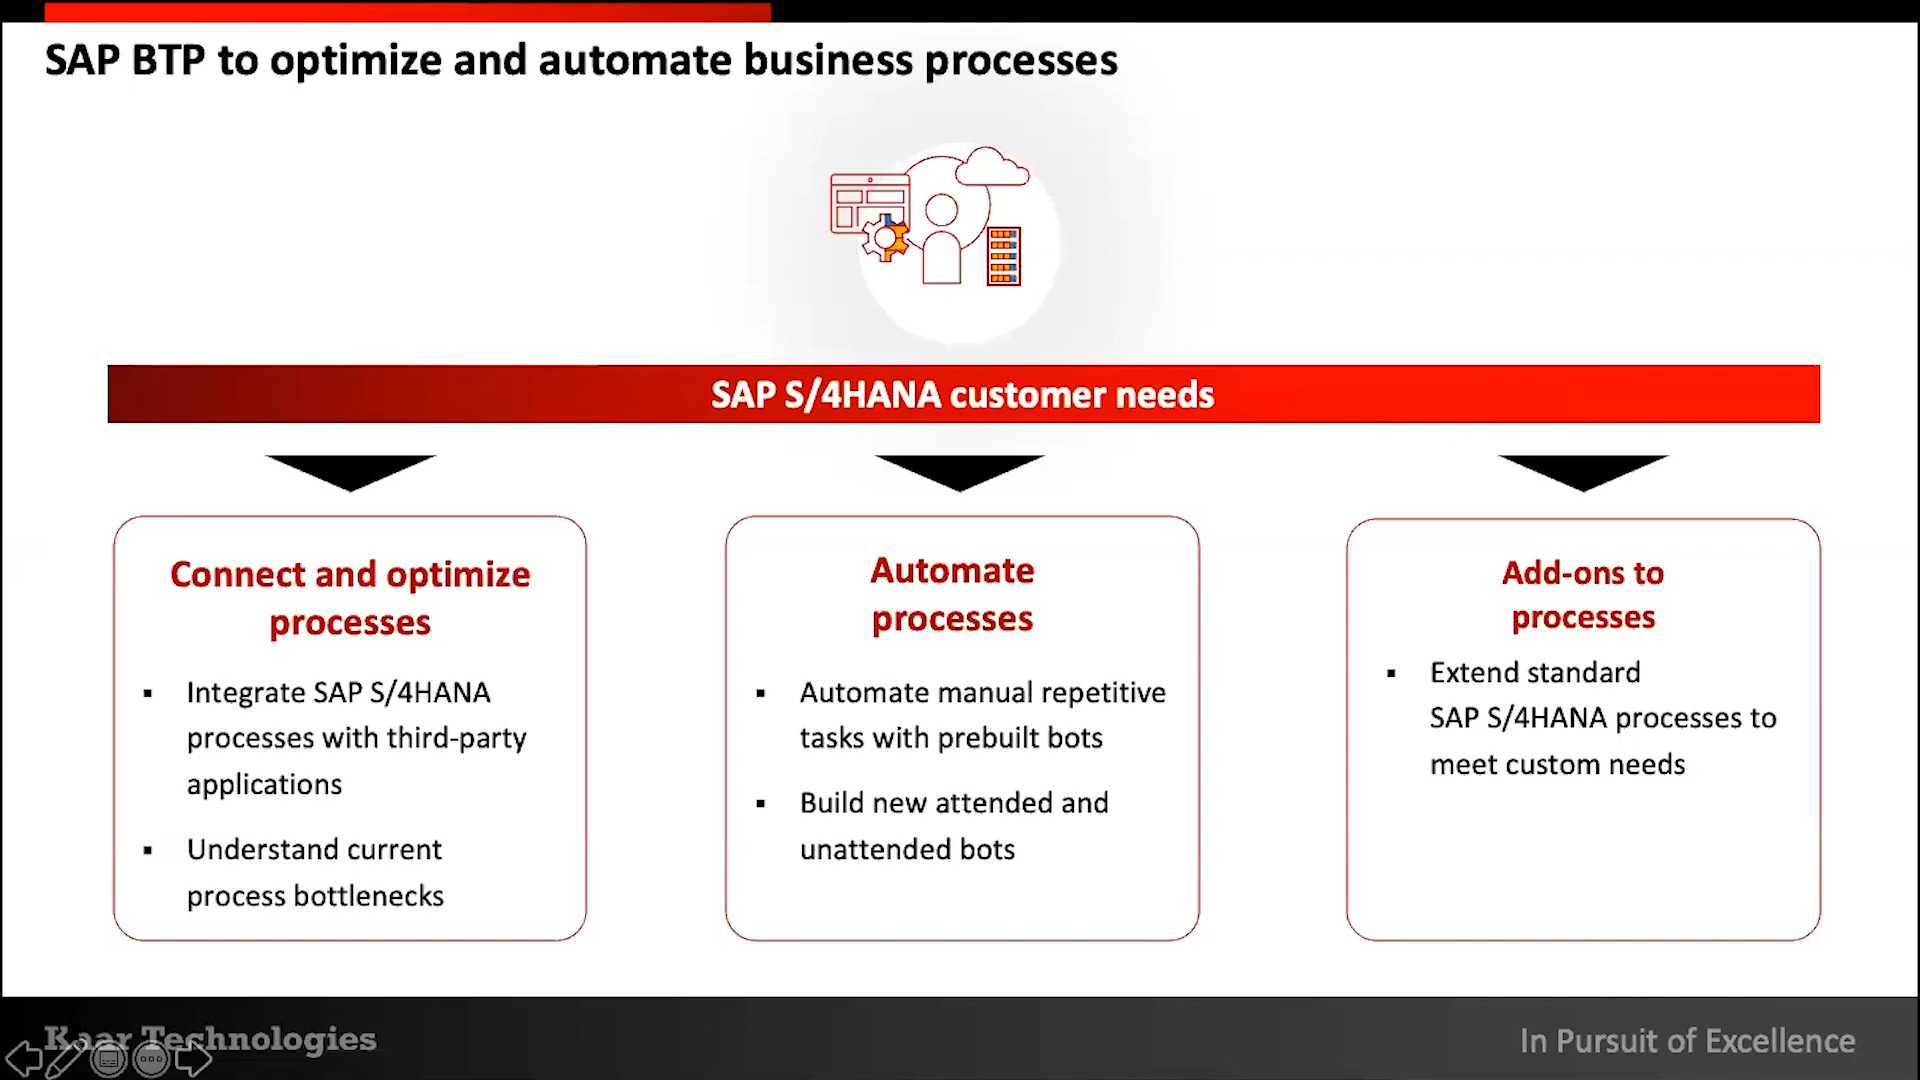 SAP BTP to optimize and automate business processes
SAP S/4HANA customer needs
Connect and optimize
processes
▪ Integrate SAP S/4HANA
processes with third-party
applications
▪ Understand current
process bottlenecks
Automate
processes
▪ Automate manual repetitive
tasks with prebuilt bots
▪ Build new attended and
unattended bots
Add-ons to
processes
▪ Extend standard
SAP S/4HANA processes to
meet custom needs
Kaar Technologies
In Pursuit of Excellence